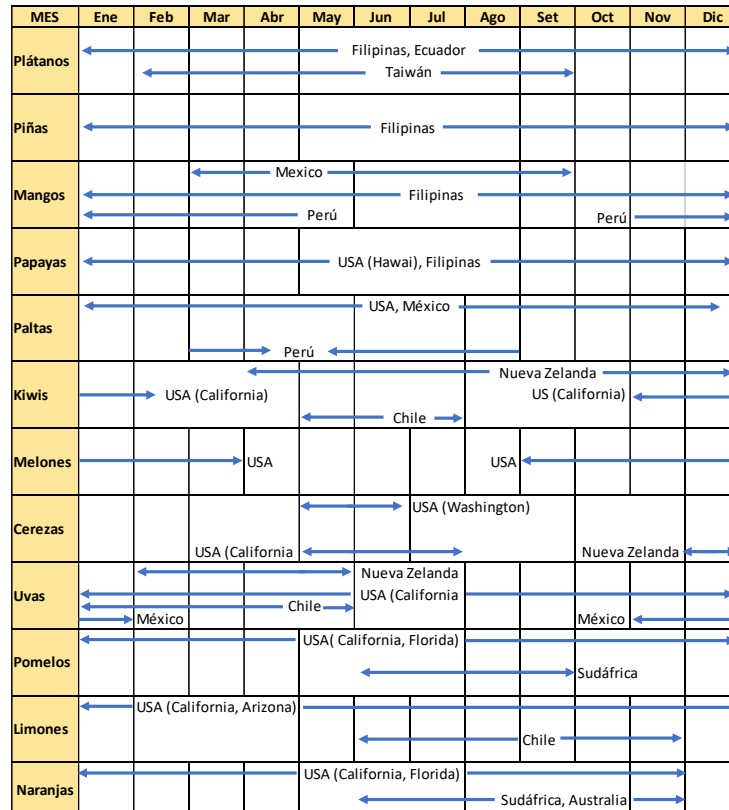 MES Ene Feb Mar Abr May Jun Jul Ago Set Oct Nov Dic
Plátanos
Filipinas, Ecuador
Taiwán
Piñas
Filipinas
Mangos
Mexico
Filipinas
Perú Perú
Papayas
USA (Hawai), Filipinas
Paltas
USA, México
Perú
Kiwis
Nueva Zelanda
USA (California) US (California)
Chile
Melones
USA USA
Cerezas
USA (Washington)
USA (California Nueva Zelanda
Uvas
Nueva Zelanda
USA (California
Chile
México México
Pomelos
USA( California, Florida)
Sudáfrica
Limones
USA (California, Arizona)
Chile
Naranjas
USA (California, Florida)
Sudáfrica, Australia